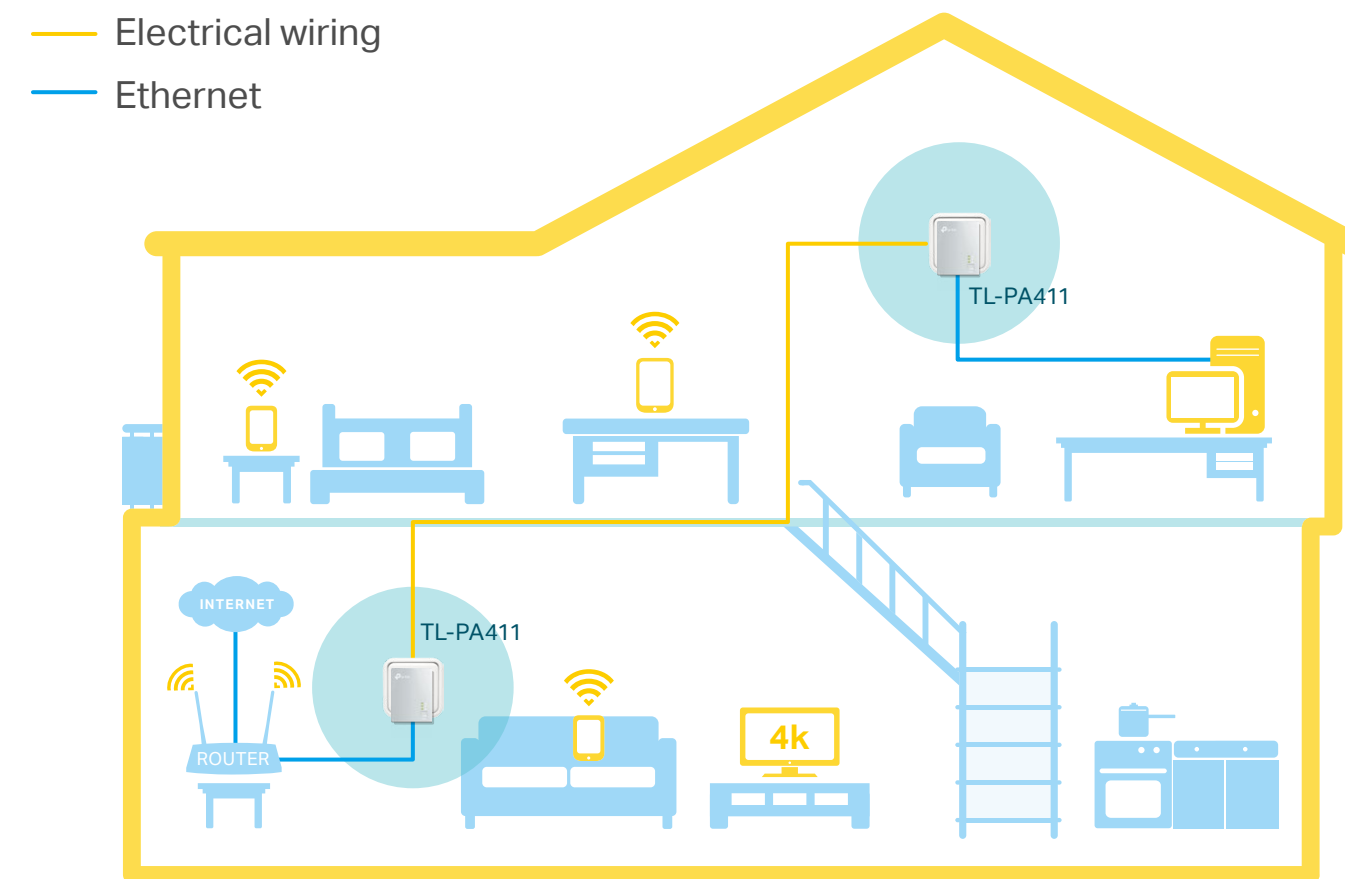 Electrical wiring
Ethernet
TL-PA411
INTERNET
TL-PA411
4k
ROUTER